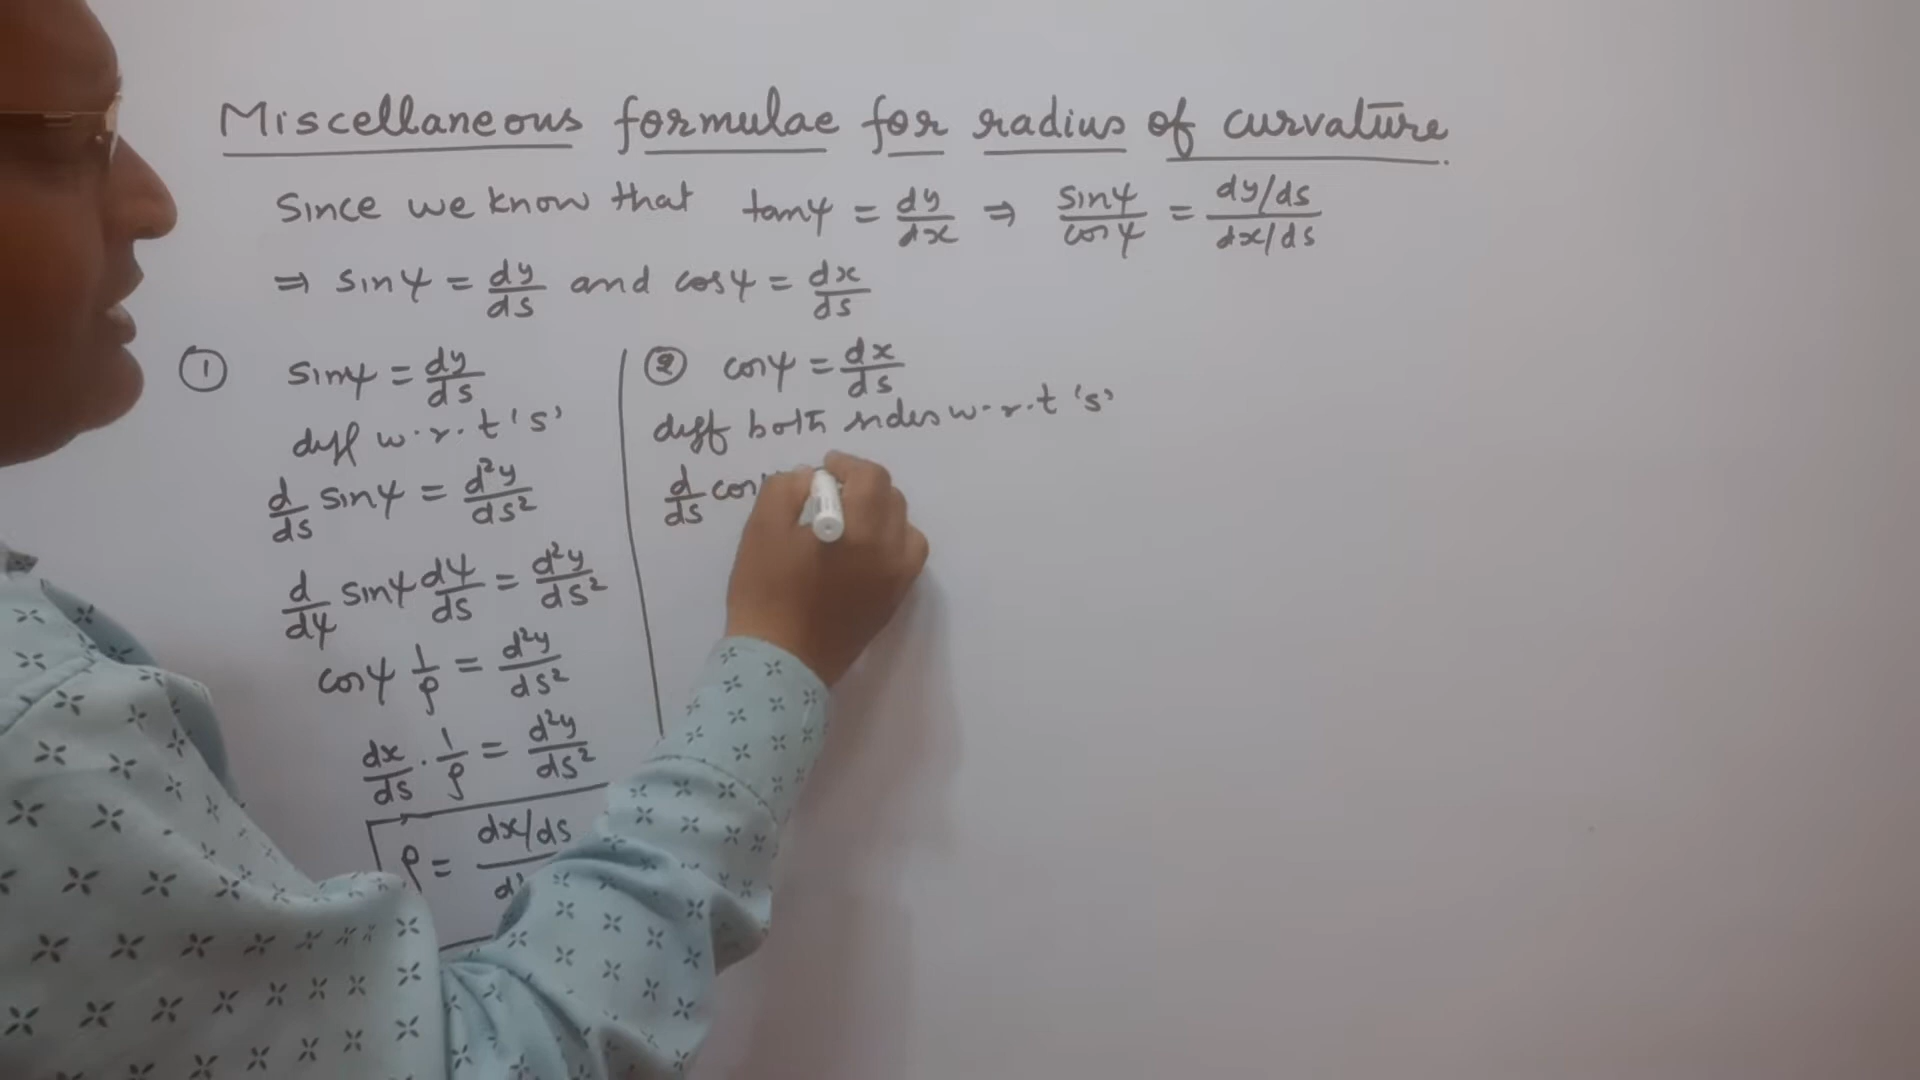 Miscellaneous formulae for radius of curvature.
Since we know that tanψ = dy/dx ⇒ sinψ/cosψ = (dy/ds)/(dx/ds)
⇒ sinψ = dy/ds and cosψ = dx/ds
① sinψ = dy/ds
diff w.r.t 's'
d/ds sinψ = d²y/ds²
d/dψ sinψ dψ/ds = d²y/ds²
cosψ 1/ρ = d²y/ds²
dx/ds · 1/ρ = d²y/ds²
ρ = dx/ds
② cosψ = dx/ds
diff both sides w.r.t 's'
d/ds cos